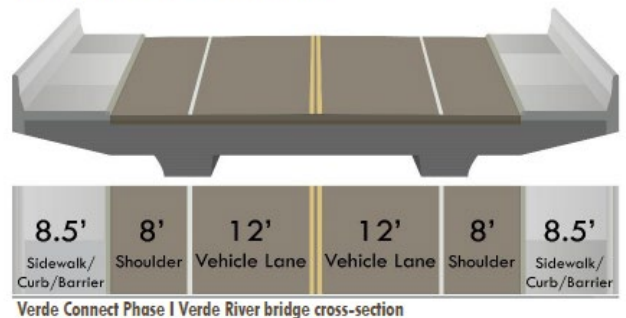 8.5' 8' 12' 12' 8' 8.5'
Sidewalk/ Shoulder Vehicle Lane Vehicle Lane Shoulder Sidewalk/
Curb/Barrier Curb/Barrier
Verde Connect Phase I Verde River bridge cross-section